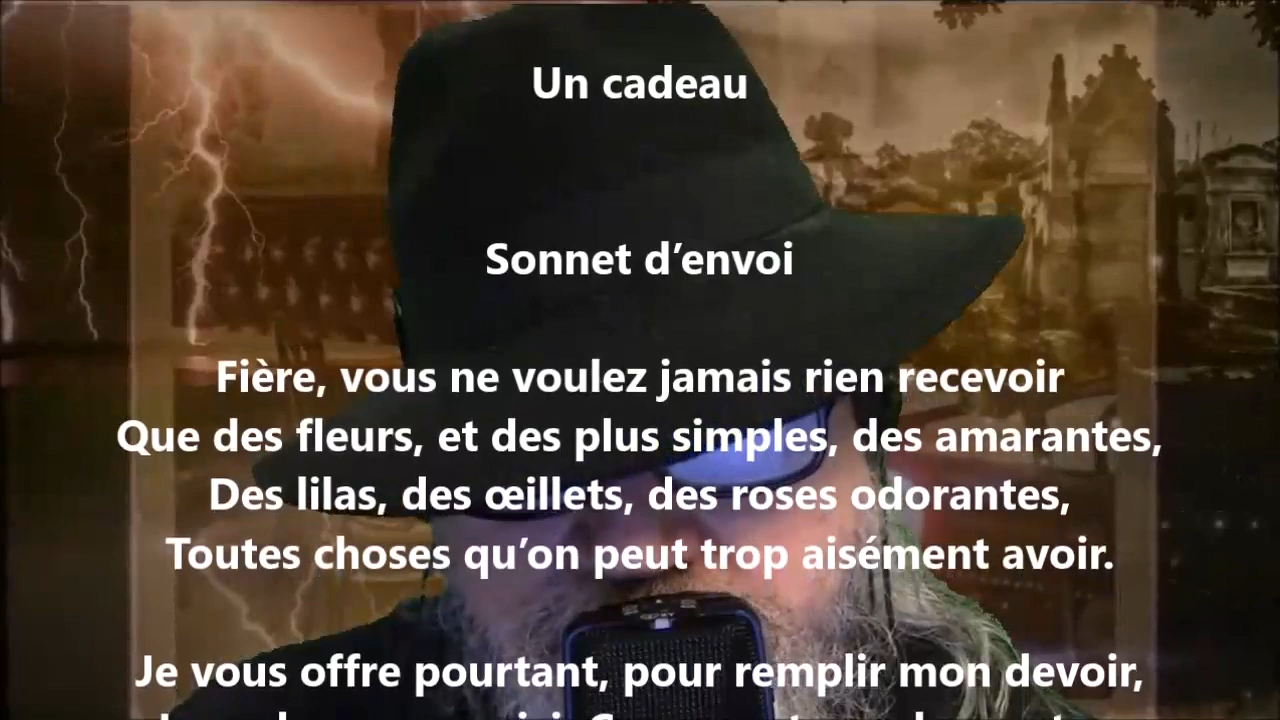 Un cadeau
Sonnet d’envoi
Fière, vous ne voulez jamais rien recevoir
Que des fleurs, et des plus simples, des amarantes,
Des lilas, des œillets, des roses odorantes,
Toutes choses qu’on peut trop aisément avoir.
Je vous offre pourtant, pour remplir mon devoir,